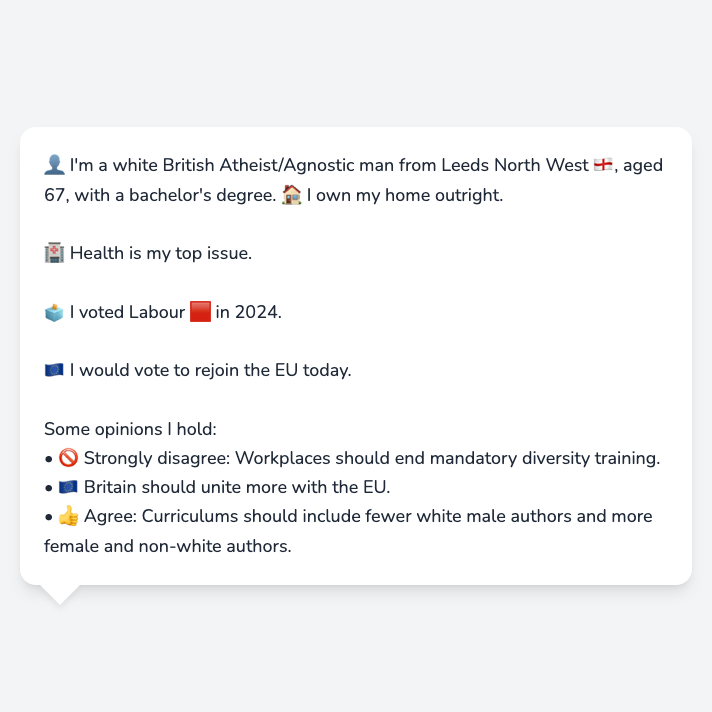 👤 I'm a white British Atheist/Agnostic man from Leeds North West 🏴󠁧󠁢󠁥󠁮󠁧󠁿, aged
67, with a bachelor's degree. 🏠 I own my home outright.
🏥 Health is my top issue.
🗳️ I voted Labour 🟥 in 2024.
🇪🇺 I would vote to rejoin the EU today.
Some opinions I hold:
• 🚫 Strongly disagree: Workplaces should end mandatory diversity training.
• 🇪🇺 Britain should unite more with the EU.
• 👍 Agree: Curriculums should include fewer white male authors and more
female and non-white authors.